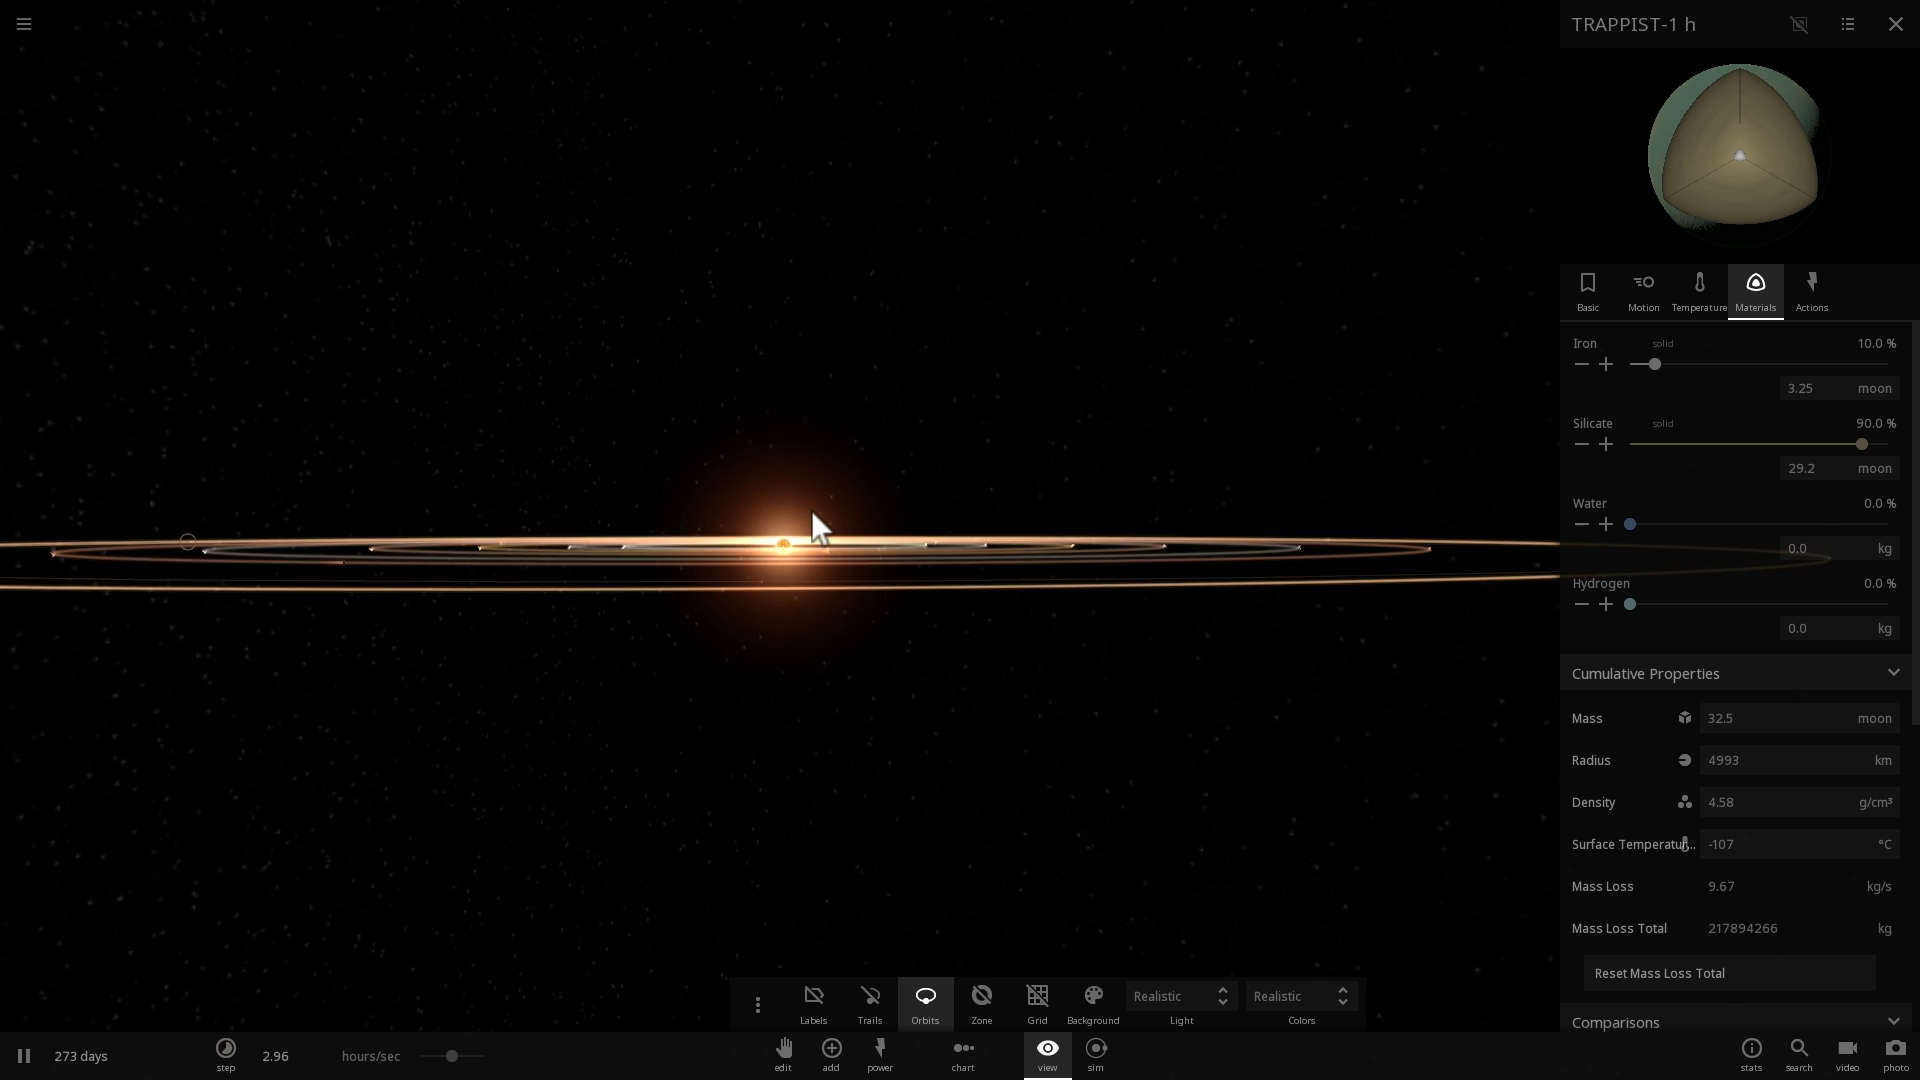 TRAPPIST-1 h
Basic Motion Temperature Materials Actions
Iron solid 10.0 %
3.25 moon
Silicate solid 90.0 %
29.2 moon
Water 0.0 %
0.0 kg
Hydrogen 0.0 %
0.0 kg
Cumulative Properties
Mass 32.5 moon
Radius 4993 km
Density 4.58 g/cm³
Surface Temperatur... -107 °C
Mass Loss 9.67 kg/s
Mass Loss Total 217894266 kg
Reset Mass Loss Total
Comparisons
Realistic Realistic
Labels Trails Orbits Zone Grid Background Light Colors
273 days 2.96 hours/sec
step edit add power chart view sim stats search video photo